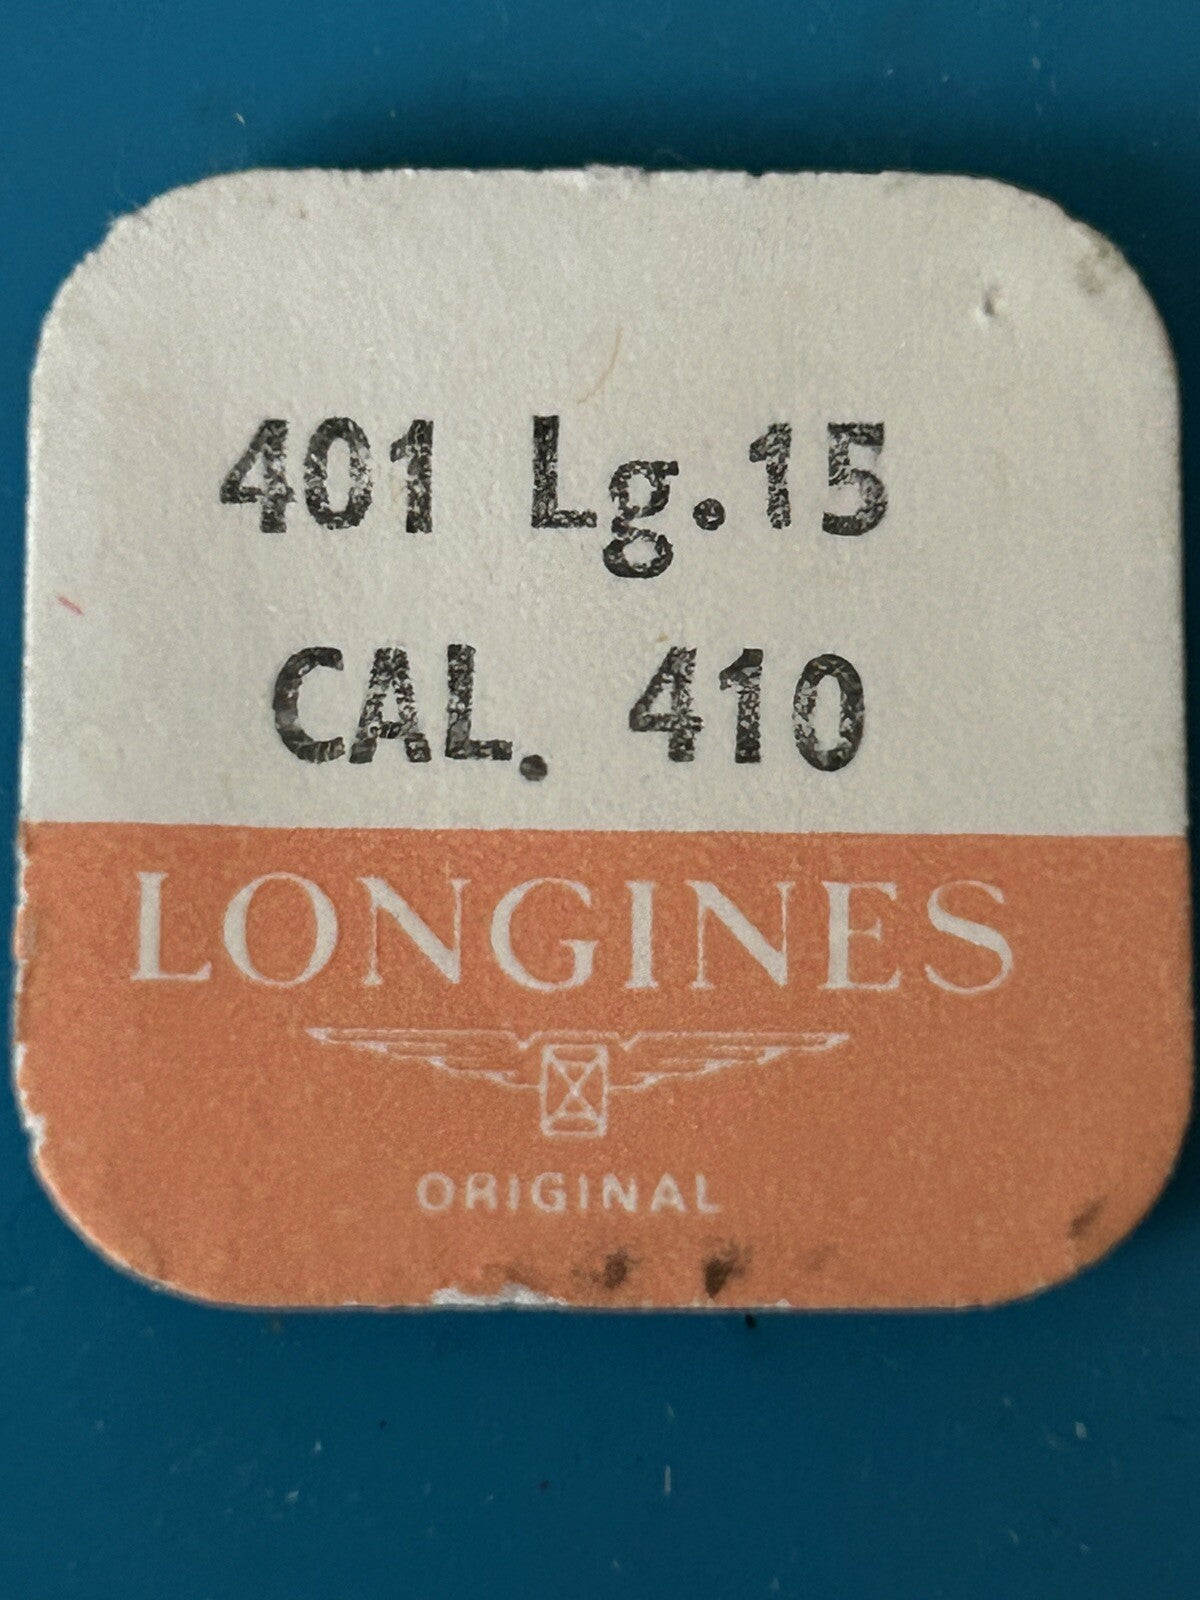 401 Lg.15
CAL. 410
LONGINES
ORIGINAL